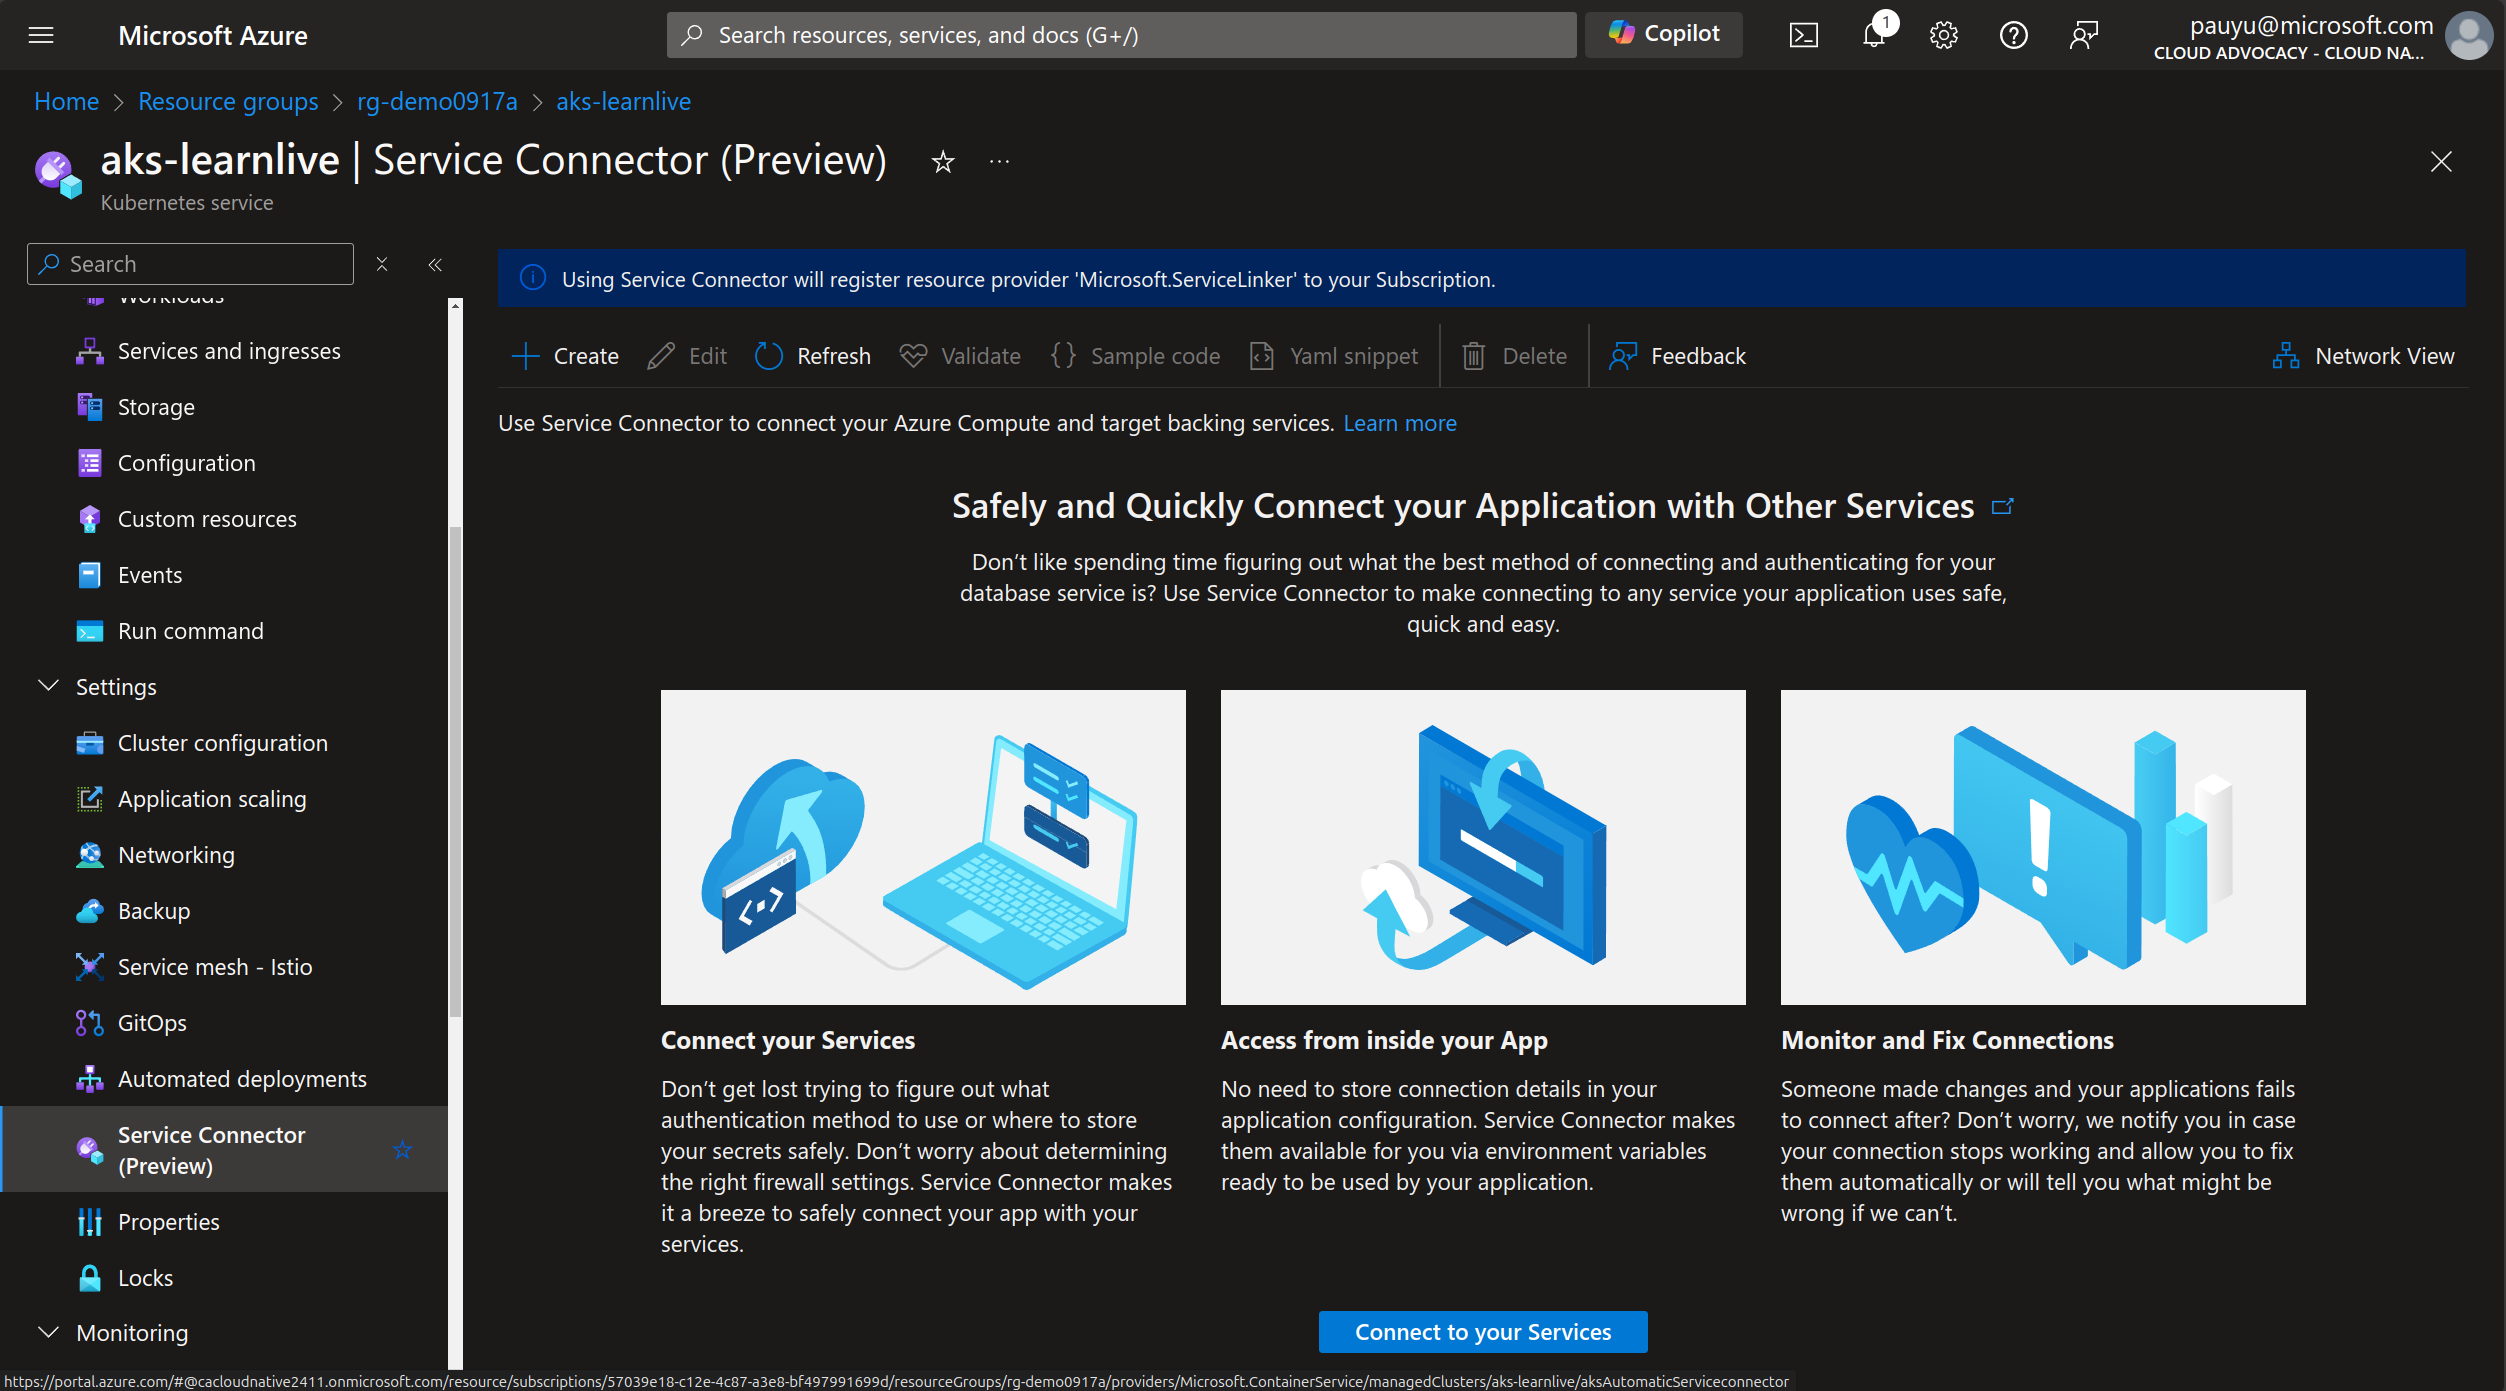 Microsoft Azure
Search resources, services, and docs (G+/)
Copilot
1
pauyu@microsoft.com
CLOUD ADVOCACY - CLOUD NA...
Home > Resource groups > rg-demo0917a > aks-learnlive
aks-learnlive | Service Connector (Preview)
Kubernetes service
Search
Workloads
Services and ingresses
Storage
Configuration
Custom resources
Events
Run command
Settings
Cluster configuration
Application scaling
Networking
Backup
Service mesh - Istio
GitOps
Automated deployments
Service Connector
(Preview)
Properties
Locks
Monitoring
Using Service Connector will register resource provider 'Microsoft.ServiceLinker' to your Subscription.
Create
Edit
Refresh
Validate
Sample code
Yaml snippet
Delete
Feedback
Network View
Use Service Connector to connect your Azure Compute and target backing services. Learn more
Safely and Quickly Connect your Application with Other Services
Don’t like spending time figuring out what the best method of connecting and authenticating for your
database service is? Use Service Connector to make connecting to any service your application uses safe,
quick and easy.
Connect your Services
Don’t get lost trying to figure out what
authentication method to use or where to store
your secrets safely. Don’t worry about determining
the right firewall settings. Service Connector makes
it a breeze to safely connect your app with your
services.
Access from inside your App
No need to store connection details in your
application configuration. Service Connector makes
them available for you via environment variables
ready to be used by your application.
Monitor and Fix Connections
Someone made changes and your applications fails
to connect after? Don’t worry, we notify you in case
your connection stops working and allow you to fix
them automatically or will tell you what might be
wrong if we can’t.
Connect to your Services
https://portal.azure.com/#@cacloudnative2411.onmicrosoft.com/resource/subscriptions/57039e18-c12e-4c87-a3e8-bf497991699d/resourceGroups/rg-demo0917a/providers/Microsoft.ContainerService/managedClusters/aks-learnlive/aksAutomaticServiceconnector